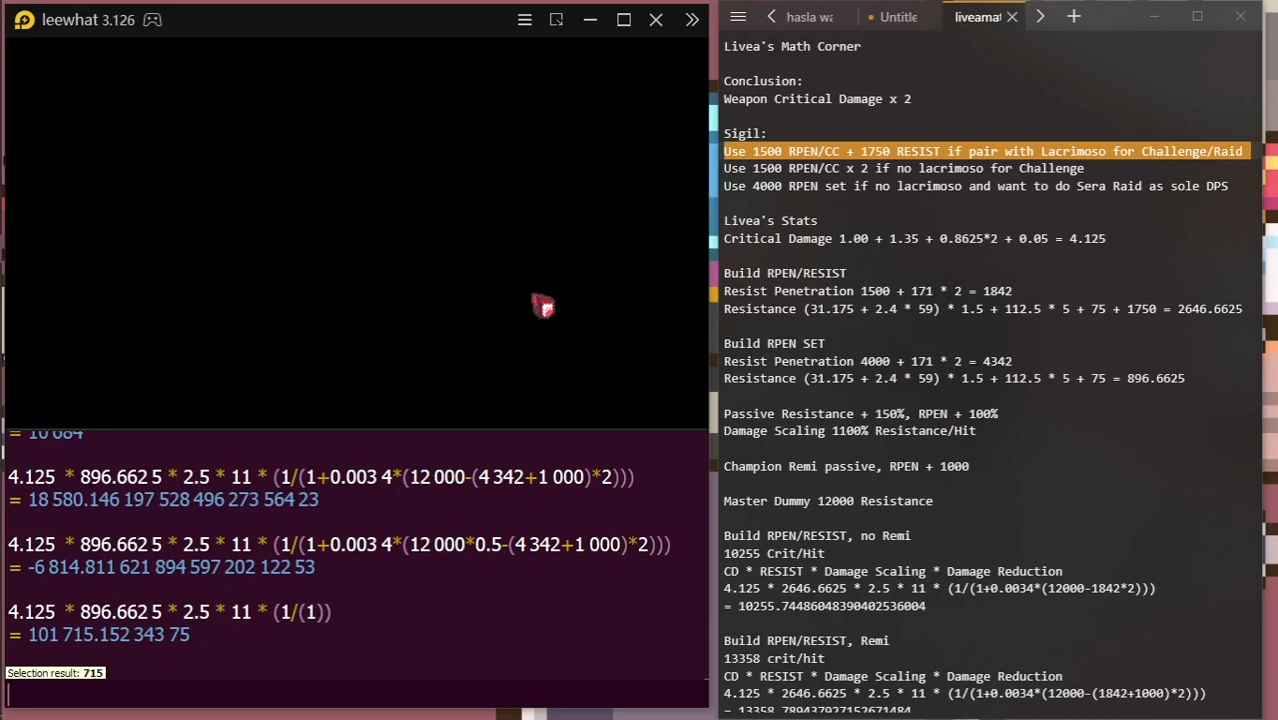 leewhat 3.126
= 10 684
4.125 * 896.662 5 * 2.5 * 11 * (1/(1+0.003 4*(12 000-(4 342+1 000)*2)))
= 18 580.146 197 528 496 273 564 23
4.125 * 896.662 5 * 2.5 * 11 * (1/(1+0.003 4*(12 000*0.5-(4 342+1 000)*2)))
= -6 814.811 621 894 597 202 122 53
4.125 * 896.662 5 * 2.5 * 11 * (1/(1))
= 101 715.152 343 75
Selection result: 715
hasla wa
Untitle
liveamat
Livea's Math Corner
Conclusion:
Weapon Critical Damage x 2
Sigil:
Use 1500 RPEN/CC + 1750 RESIST if pair with Lacrimoso for Challenge/Raid
Use 1500 RPEN/CC x 2 if no lacrimoso for Challenge
Use 4000 RPEN set if no lacrimoso and want to do Sera Raid as sole DPS
Livea's Stats
Critical Damage 1.00 + 1.35 + 0.8625*2 + 0.05 = 4.125
Build RPEN/RESIST
Resist Penetration 1500 + 171 * 2 = 1842
Resistance (31.175 + 2.4 * 59) * 1.5 + 112.5 * 5 + 75 + 1750 = 2646.6625
Build RPEN SET
Resist Penetration 4000 + 171 * 2 = 4342
Resistance (31.175 + 2.4 * 59) * 1.5 + 112.5 * 5 + 75 = 896.6625
Passive Resistance + 150%, RPEN + 100%
Damage Scaling 1100% Resistance/Hit
Champion Remi passive, RPEN + 1000
Master Dummy 12000 Resistance
Build RPEN/RESIST, no Remi
10255 Crit/Hit
CD * RESIST * Damage Scaling * Damage Reduction
4.125 * 2646.6625 * 2.5 * 11 * (1/(1+0.0034*(12000-1842*2)))
= 10255.74486048390402536004
Build RPEN/RESIST, Remi
13358 crit/hit
CD * RESIST * Damage Scaling * Damage Reduction
4.125 * 2646.6625 * 2.5 * 11 * (1/(1+0.0034*(12000-(1842+1000)*2)))
= 13358.789437927152671484